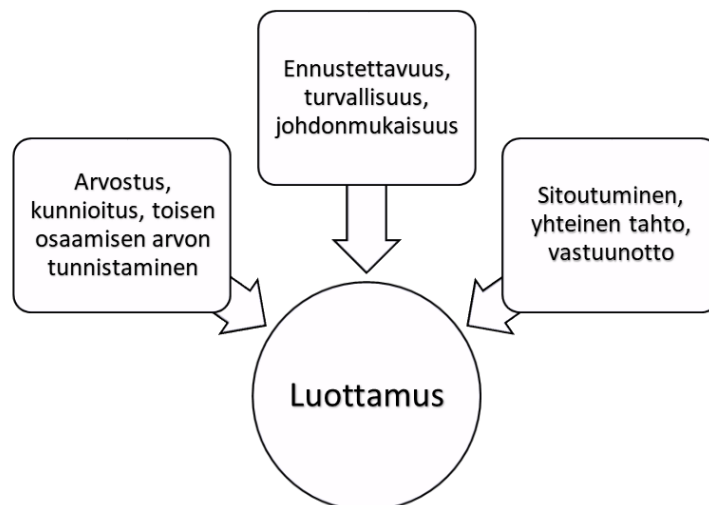 Ennustettavuus,
turvallisuus,
johdonmukaisuus
Arvostus,
kunnioitus, toisen
osaamisen arvon
tunnistaminen
Sitoutuminen,
yhteinen tahto,
vastuunotto
Luottamus